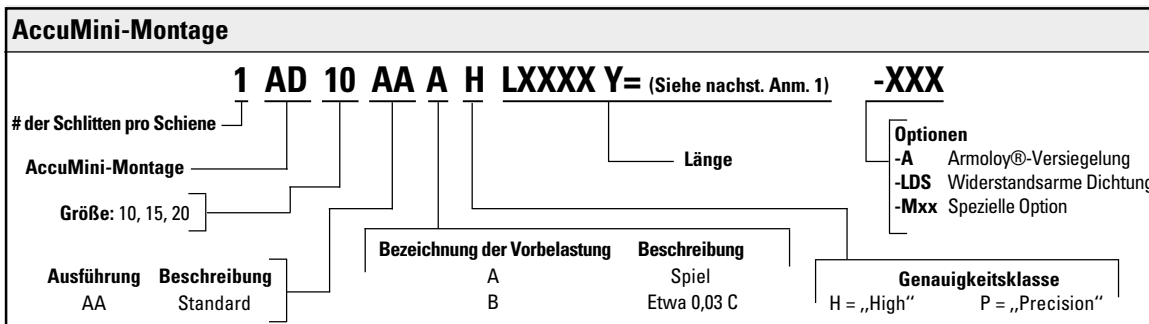 AccuMini-Montage
1 AD 10 AA A H LXXXX Y= (Siehe nachst. Anm. 1) -XXX
# der Schlitten pro Schiene
AccuMini-Montage
Größe: 10, 15, 20
Länge
Optionen
-A Armoloy®-Versiegelung
-LDS Widerstandsarme Dichtung
-Mxx Spezielle Option
Ausführung Beschreibung
AA Standard
Bezeichnung der Vorbelastung Beschreibung
A Spiel
B Etwa 0,03 C
Genauigkeitsklasse
H = ,,High‘‘ P = ,,Precision‘‘